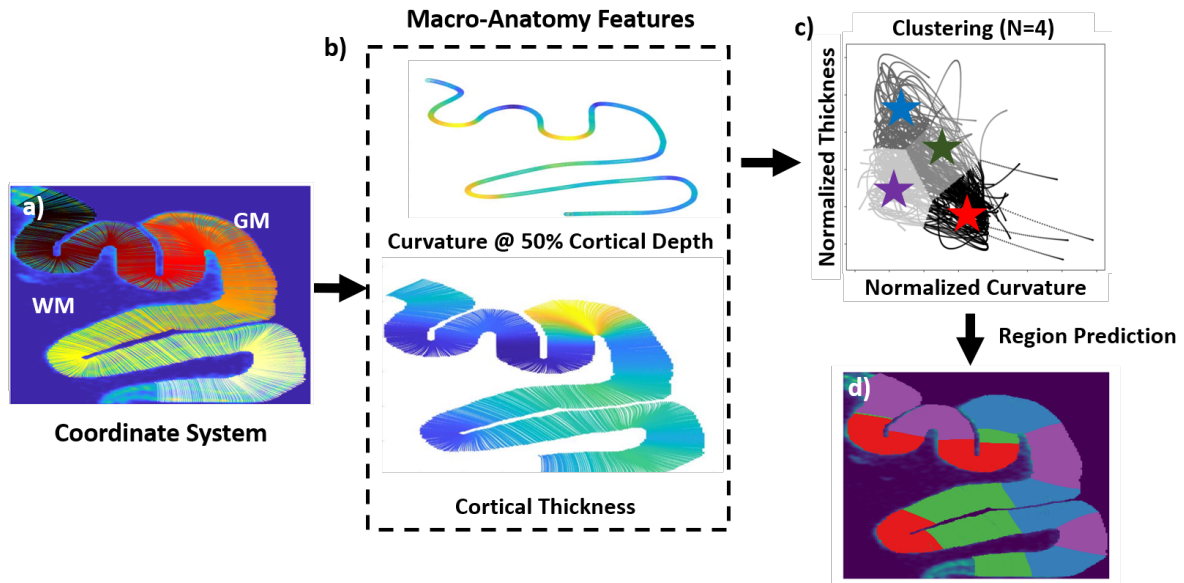 Macro-Anatomy Features
b)
c)
Clustering (N=4)
Normalized Thickness
Normalized Curvature
a)
GM
WM
Coordinate System
Curvature @ 50% Cortical Depth
Cortical Thickness
Region Prediction
d)